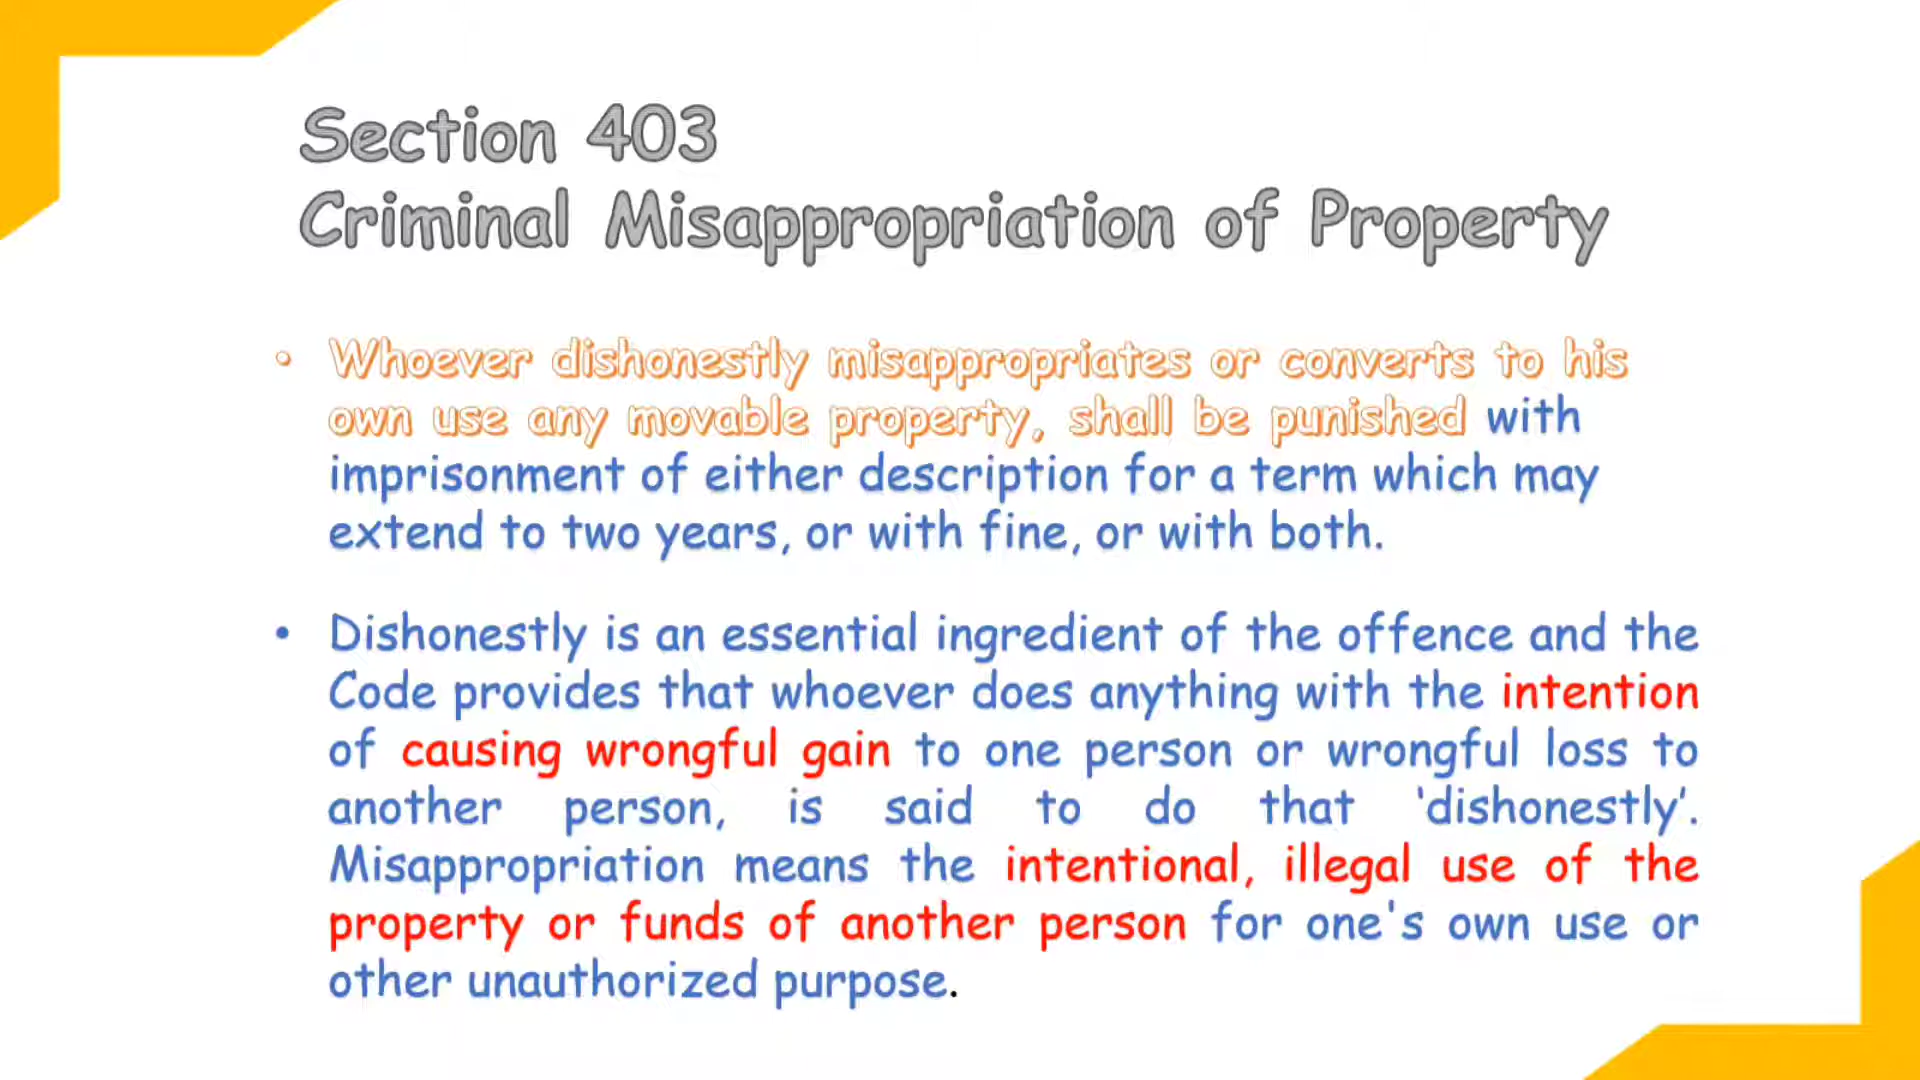 Section 403
Criminal Misappropriation of Property
• Whoever dishonestly misappropriates or converts to his
own use any movable property, shall be punished with
imprisonment of either description for a term which may
extend to two years, or with fine, or with both.
• Dishonestly is an essential ingredient of the offence and the
Code provides that whoever does anything with the intention
of causing wrongful gain to one person or wrongful loss to
another person, is said to do that ‘dishonestly’.
Misappropriation means the intentional, illegal use of the
property or funds of another person for one's own use or
other unauthorized purpose.